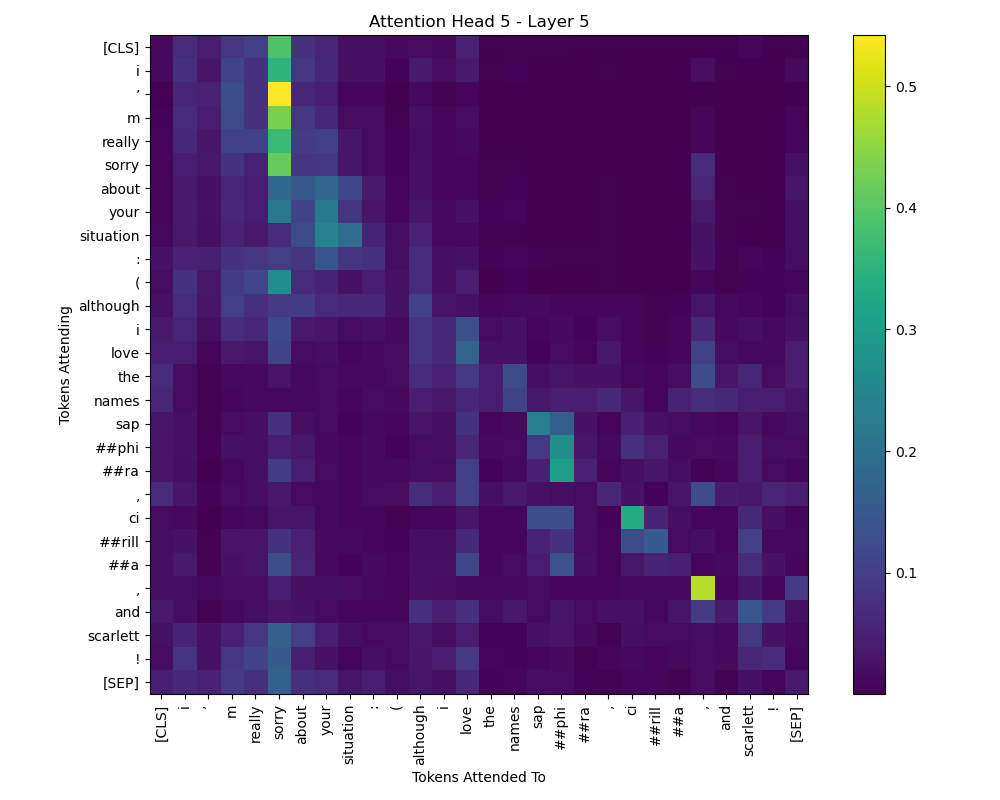 Attention Head 5 - Layer 5
[CLS]
i
’
m
really
sorry
about
your
situation
:
(
although
i
love
the
names
sap
##phi
##ra
,
ci
##rill
##a
,
and
scarlett
!
[SEP]
Tokens Attending
[CLS]
i
’
m
really
sorry
about
your
situation
:
(
although
i
love
the
names
sap
##phi
##ra
,
ci
##rill
##a
,
and
scarlett
!
[SEP]
Tokens Attended To
0.5
0.4
0.3
0.2
0.1